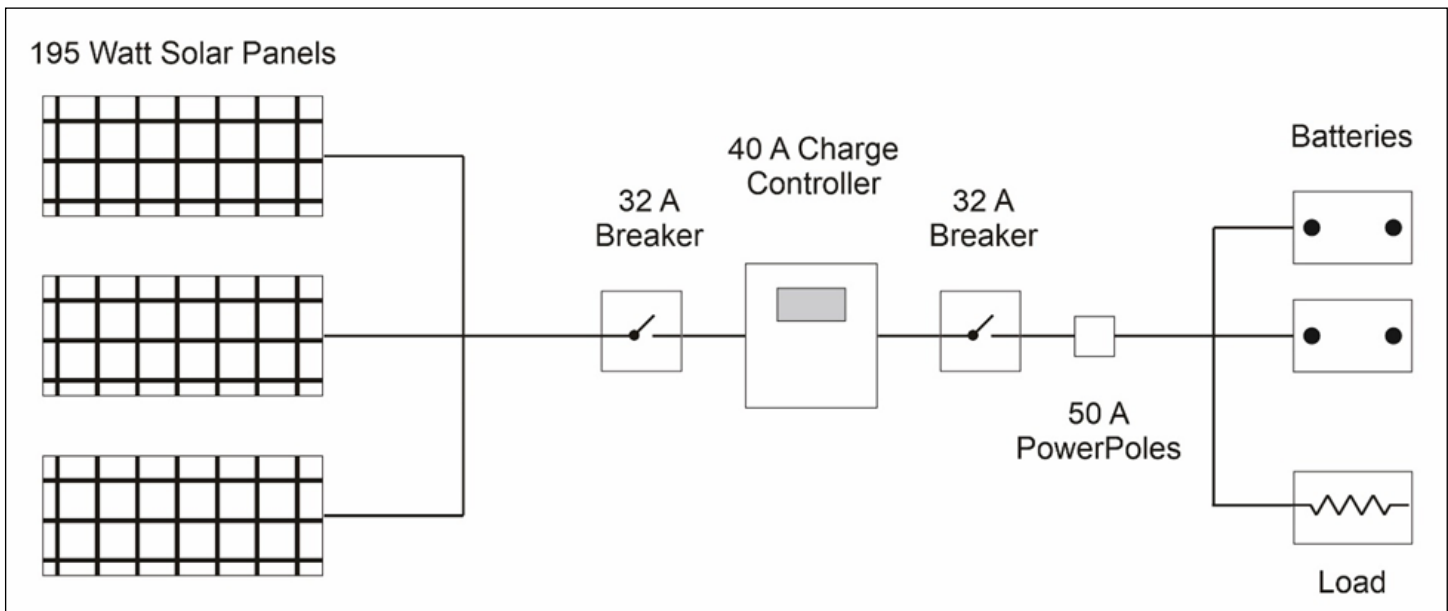 195 Watt Solar Panels
40 A Charge
Controller
Batteries
32 A
Breaker
32 A
Breaker
50 A
PowerPoles
Load